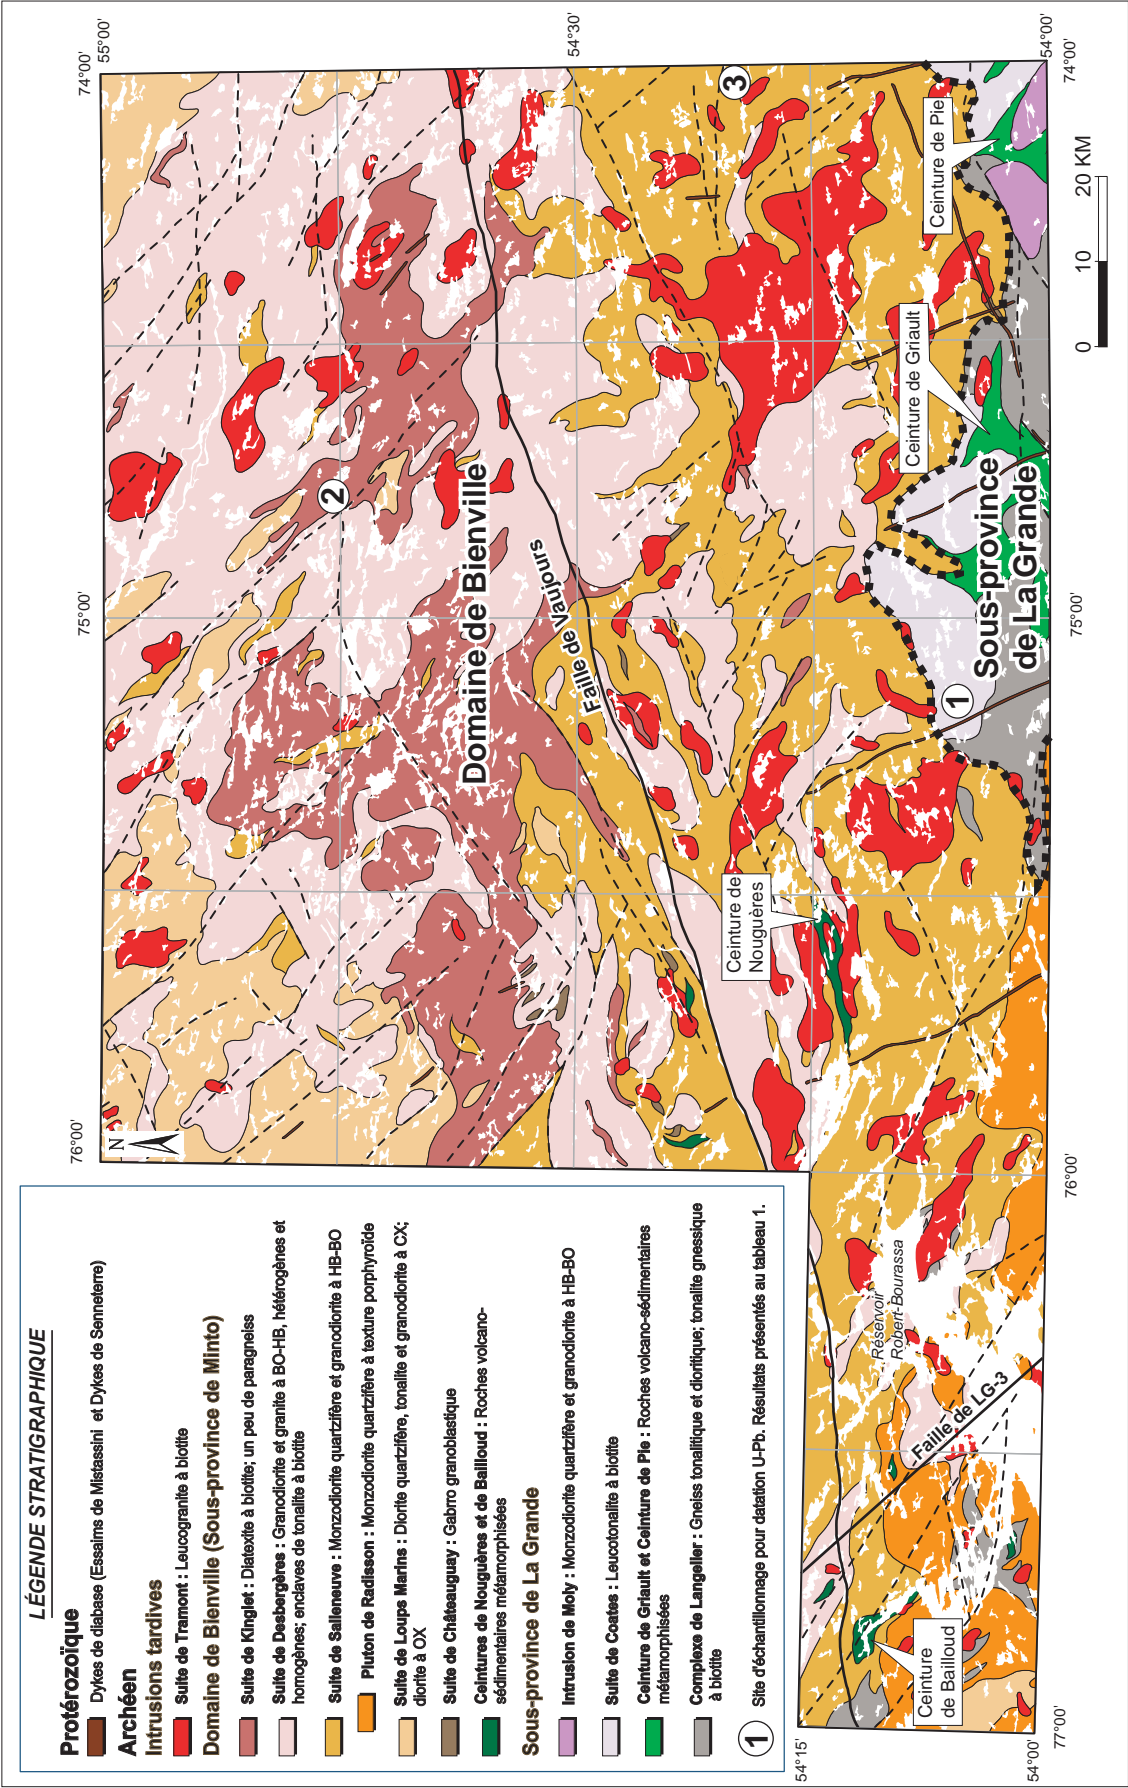 LÉGENDE STRATIGRAPHIQUE
Protérozoïque
Dykes de diabase (Essaims de Mistassini et Dykes de Senneterre)
Archéen
Intrusions tardives
Suite de Tramont : Leucogranite à biotite
Domaine de Bienville (Sous-province de Minto)
Suite de Kinglet : Diatexite à biotite; un peu de paragneiss
Suite de Desbergères : Granodiorite et granite à BO-HB, hétérogènes et
homogènes; enclaves de tonalite à biotite
Suite de Salleneuve : Monzodiorite quartzifère et granodiorite à HB-BO
Pluton de Radisson : Monzodiorite quartzifère à texture porphyroïde
Suite de Loups Marins : Diorite quartzifère, tonalite et granodiorite à CX;
diorite à OX
Suite de Châteauguay : Gabbro granoblastique
Ceintures de Nouguères et de Bailloud : Roches volcano-
sédimentaires métamorphisées
Sous-province de La Grande
Intrusion de Moly : Monzodiorite quartzifère et granodiorite à HB-BO
Suite de Coates : Leucotonalite à biotite
Ceinture de Griault et Ceinture de Pie : Roches volcano-sédimentaires
métamorphisées
Complexe de Langelier : Gneiss tonalitique et dioritique; tonalite gneissique
à biotite
1
Site d'échantillonnage pour datation U-Pb. Résultats présentés au tableau 1.
76°00'
75°00'
74°00'
55°00'
N
2
Domaine de Bienville
54°30'
Faille de Vaujours
3
Ceinture de
Nouguères
Ceinture de Griault
Ceinture de Pie
1
Sous-province
de La Grande
54°15'
Réservoir
Robert-Bourassa
Faille de LG-3
Ceinture
de Bailloud
54°00'
77°00'
76°00'
75°00'
54°00'
74°00'
0
10
20 KM